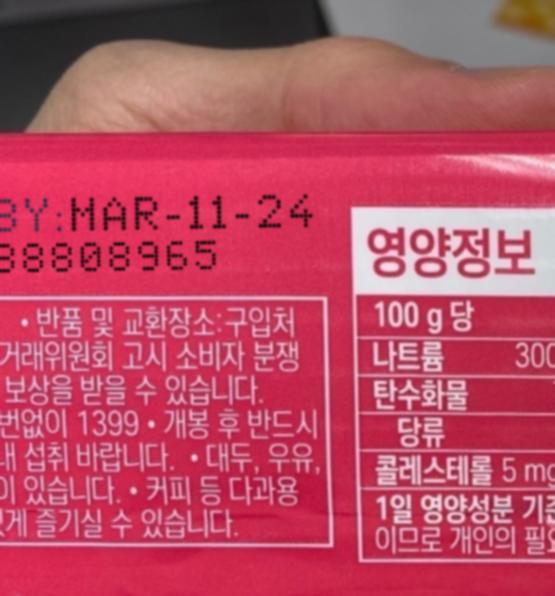 BY:MAR-11-24
88808965
• 반품 및 교환장소:구입처
거래위원회 고시 소비자 분쟁
보상을 받을 수 있습니다.
번없이 1399 • 개봉 후 반드시
내 섭취 바랍니다. • 대두, 우유,
이 있습니다. • 커피 등 다과용
있게 즐기실 수 있습니다.
영양정보
100 g 당
나트륨 300
탄수화물
당류
콜레스테롤 5 mg
1일 영양성분 기준
이므로 개인의 필요